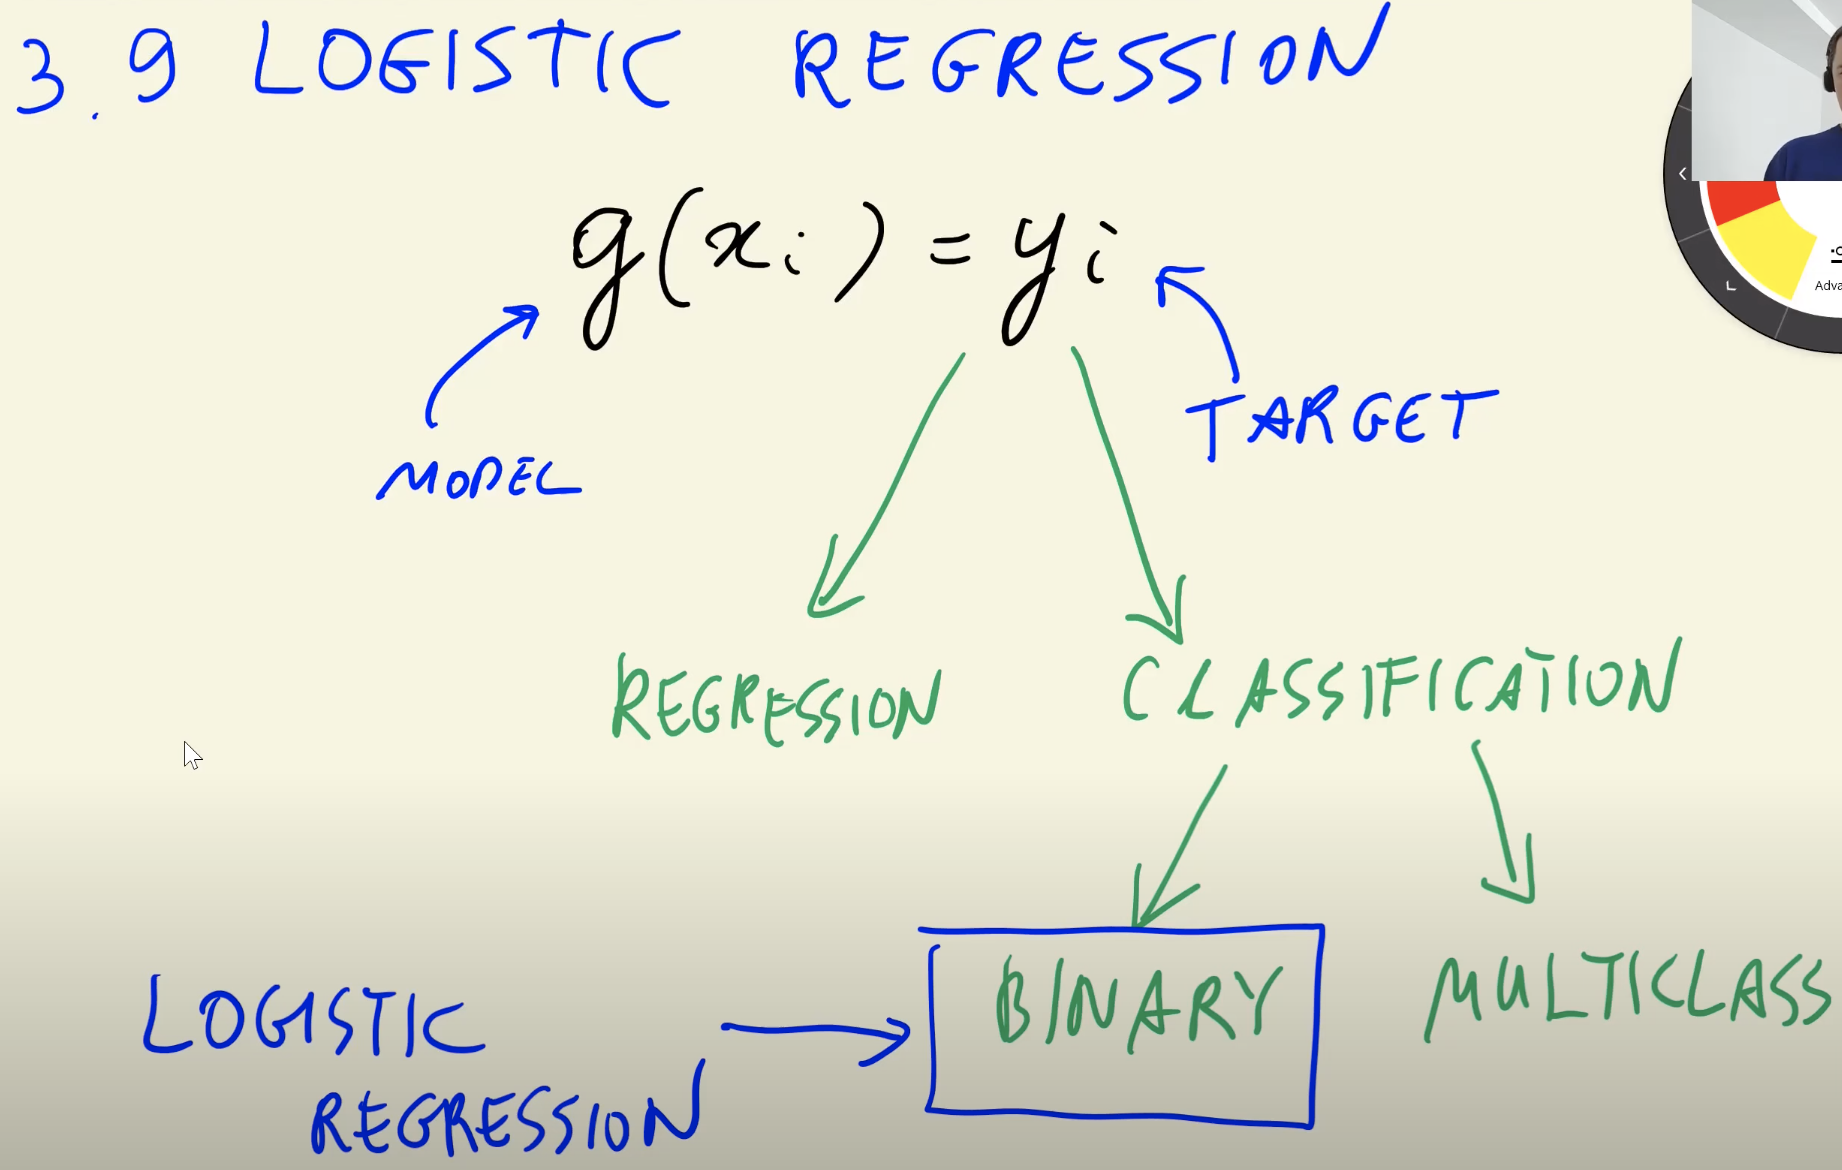 3.9 LOGISTIC REGRESSION
g(xi) = yi
MODEL
TARGET
REGRESSION
CLASSIFICATION
BINARY
MULTICLASS
LOGISTIC
REGRESSION